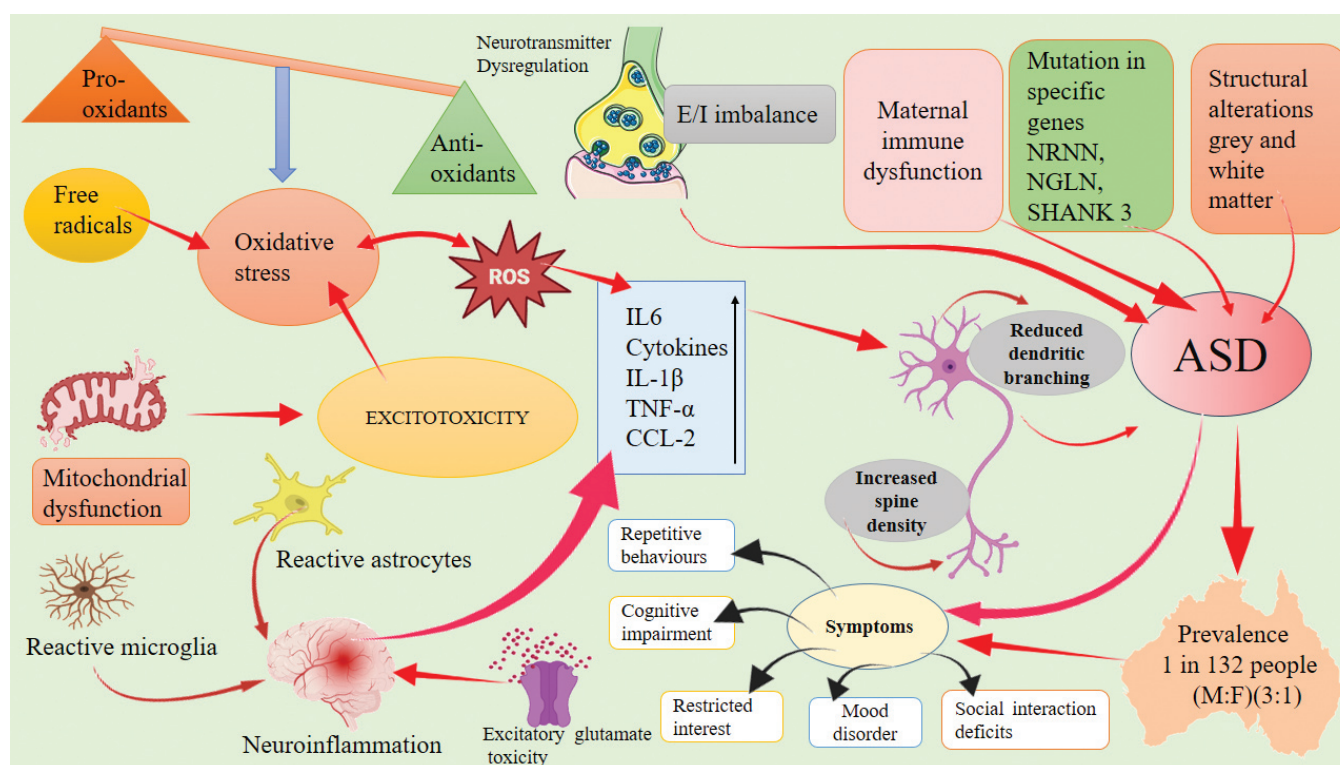 Pro-
oxidants
Anti-
oxidants
Neurotransmitter
Dysregulation
E/I imbalance
Maternal
immune
dysfunction
Mutation in
specific
genes
NRNN,
NGLN,
SHANK 3
Structural
alterations
grey and
white
matter
Free
radicals
Oxidative
stress
ROS
IL6
Cytokines
IL-1β
TNF-α
CCL-2
Reduced
dendritic
branching
ASD
EXCITOTOXICITY
Mitochondrial
dysfunction
Reactive astrocytes
Increased
spine
density
Reactive microglia
Neuroinflammation
Excitatory glutamate
toxicity
Repetitive
behaviours
Cognitive
impairment
Symptoms
Restricted
interest
Mood
disorder
Social interaction
deficits
Prevalence
1 in 132 people
(M:F)(3:1)